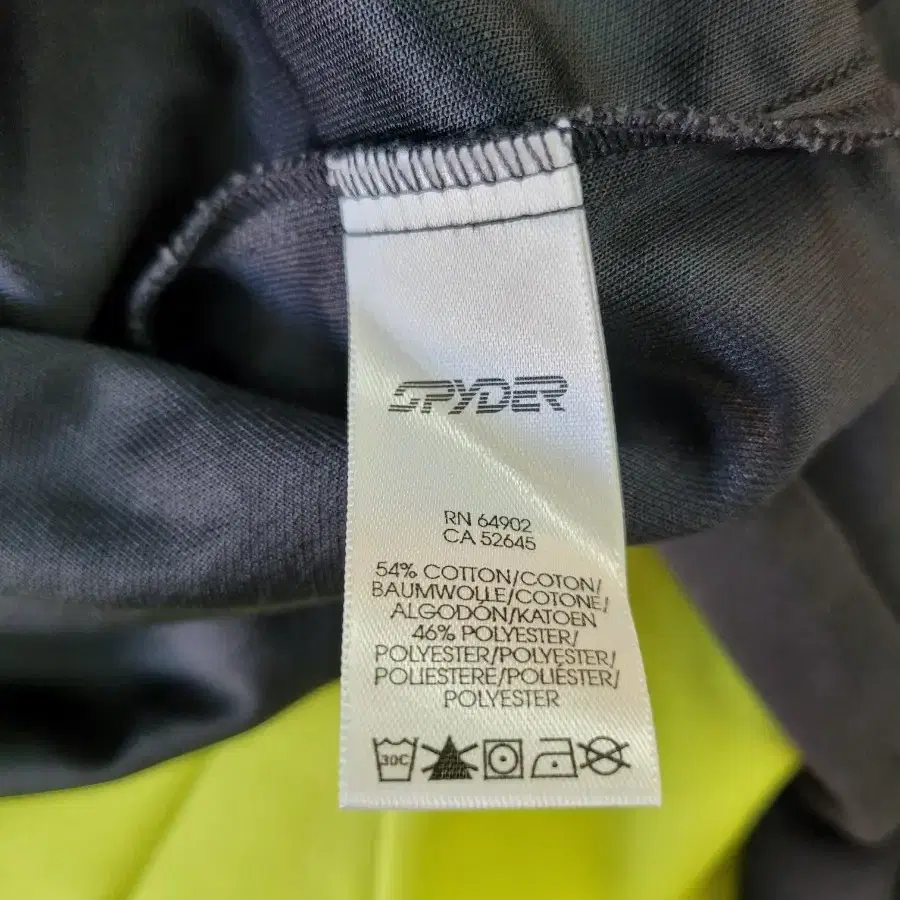 SPYDER
RN 64902
CA 52645
54% COTTON/COTON/
BAUMWOLLE/COTONE/
ALGODÓN/KATOEN
46% POLYESTER/
POLYESTER/POLYESTER/
POLIESTERE/POLIÉSTER/
POLYESTER
30C